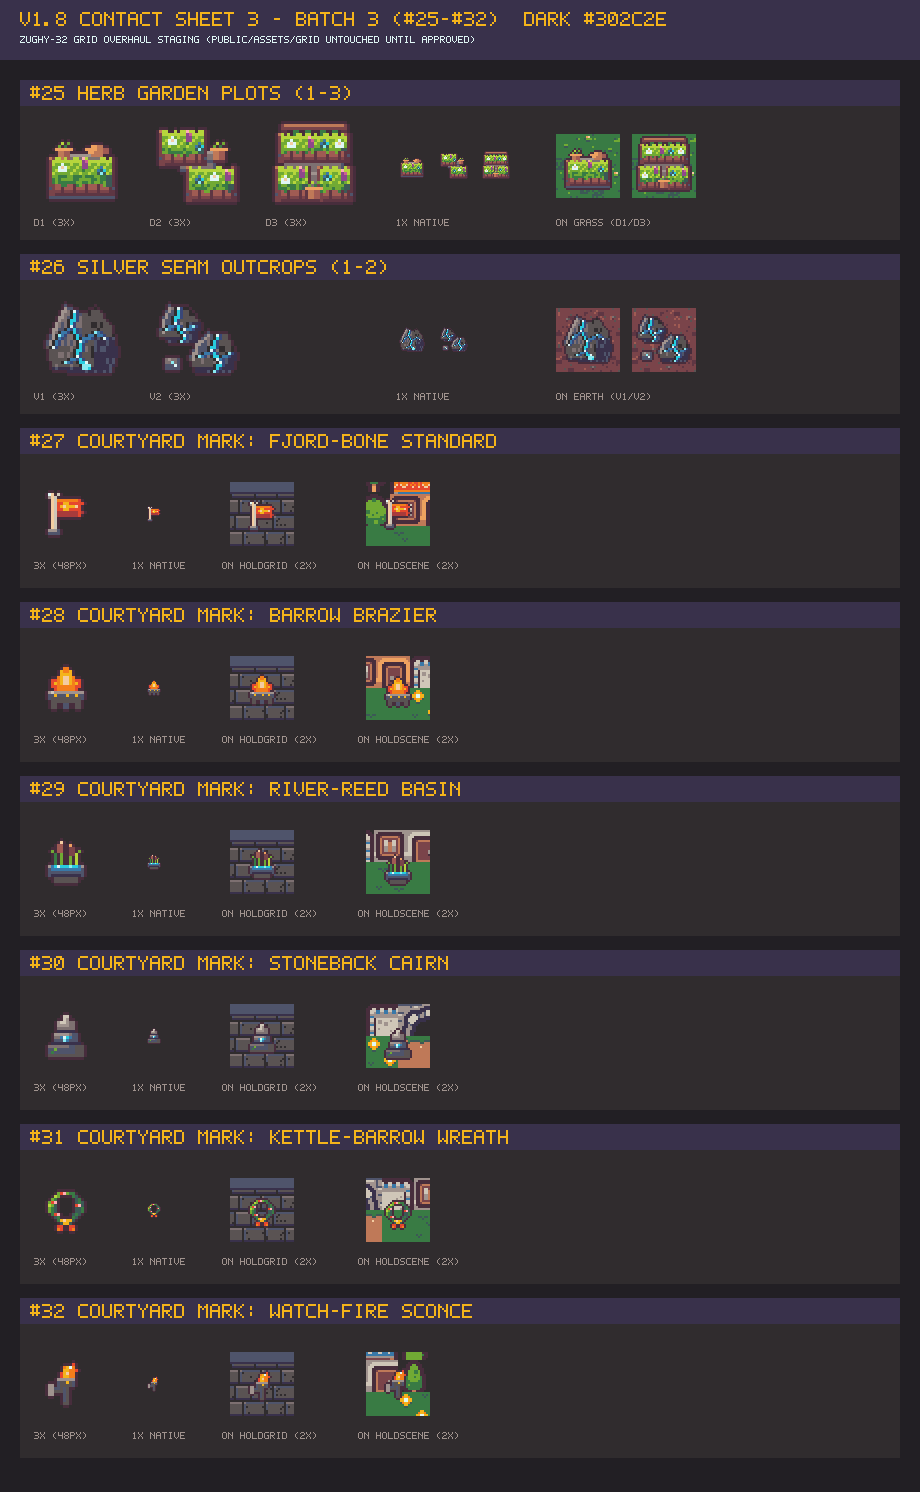 V1.8 CONTACT SHEET 3 - BATCH 3 (#25-#32)  DARK #302C2E
ZUGHY-32 GRID OVERHAUL STAGING (PUBLIC/ASSETS/GRID UNTOUCHED UNTIL APPROVED)
#25 HERB GARDEN PLOTS (1-3)
D1 (3X) D2 (3X) D3 (3X) 1X NATIVE ON GRASS (D1/D3)
#26 SILVER SEAM OUTCROPS (1-2)
V1 (3X) V2 (3X) 1X NATIVE ON EARTH (V1/V2)
#27 COURTYARD MARK: FJORD-BONE STANDARD
3X (48PX) 1X NATIVE ON HOLDGRID (2X) ON HOLDSCENE (2X)
#28 COURTYARD MARK: BARROW BRAZIER
3X (48PX) 1X NATIVE ON HOLDGRID (2X) ON HOLDSCENE (2X)
#29 COURTYARD MARK: RIVER-REED BASIN
3X (48PX) 1X NATIVE ON HOLDGRID (2X) ON HOLDSCENE (2X)
#30 COURTYARD MARK: STONEBACK CAIRN
3X (48PX) 1X NATIVE ON HOLDGRID (2X) ON HOLDSCENE (2X)
#31 COURTYARD MARK: KETTLE-BARROW WREATH
3X (48PX) 1X NATIVE ON HOLDGRID (2X) ON HOLDSCENE (2X)
#32 COURTYARD MARK: WATCH-FIRE SCONCE
3X (48PX) 1X NATIVE ON HOLDGRID (2X) ON HOLDSCENE (2X)